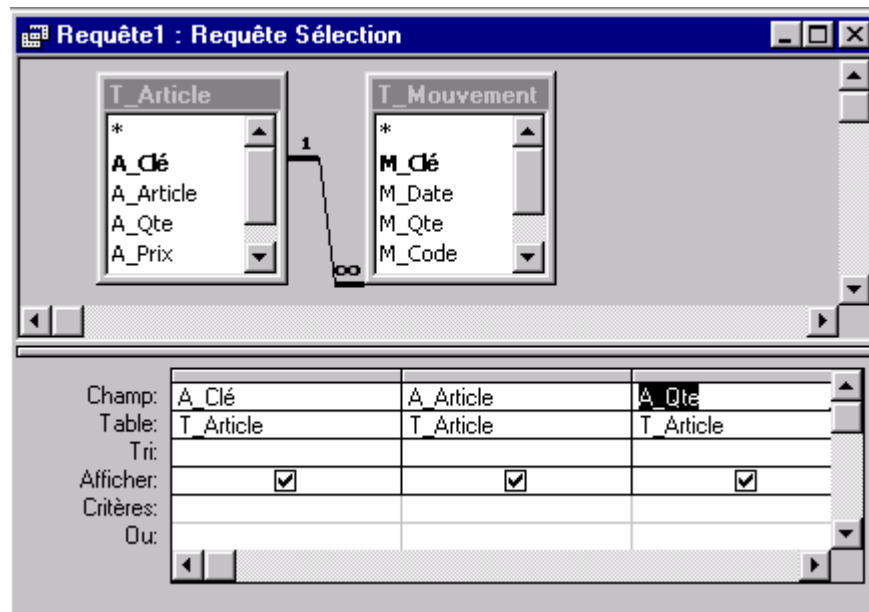 Requête1 : Requête Sélection
T_Article
*
A_Clé
A_Article
A_Qte
A_Prix
1
∞
T_Mouvement
*
M_Clé
M_Date
M_Qte
M_Code
Champ: A_Clé A_Article A_Qte
Table: T_Article T_Article T_Article
Tri:
Afficher:
Critères:
Ou: